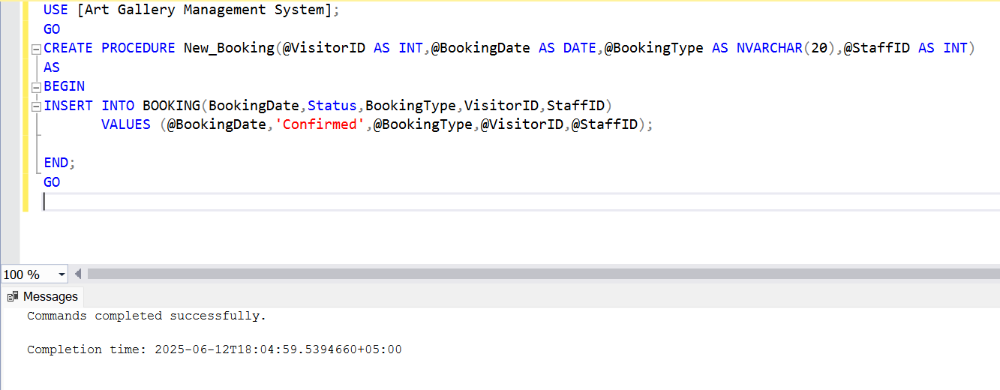 USE [Art Gallery Management System];
GO
CREATE PROCEDURE New_Booking(@VisitorID AS INT,@BookingDate AS DATE,@BookingType AS NVARCHAR(20),@StaffID AS INT)
AS
BEGIN
INSERT INTO BOOKING(BookingDate,Status,BookingType,VisitorID,StaffID)
VALUES (@BookingDate,'Confirmed',@BookingType,@VisitorID,@StaffID);
END;
GO
100 %
Messages
Commands completed successfully.
Completion time: 2025-06-12T18:04:59.5394660+05:00